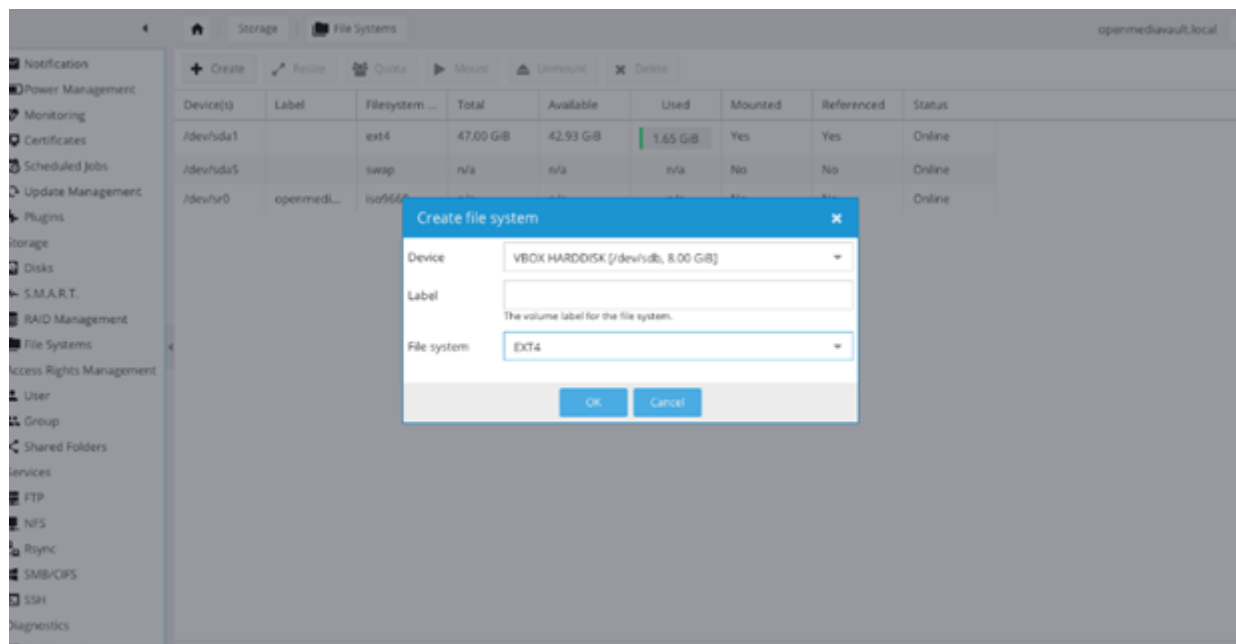 Storage File Systems openmediavault.local
Notification
Power Management
Monitoring
Certificates
Scheduled Jobs
Update Management
Plugins
Storage
Disks
S.M.A.R.T.
RAID Management
File Systems
Access Rights Management
User
Group
Shared Folders
Services
FTP
NFS
Rsync
SMB/CIFS
SSH
Diagnostics
Create Resize Quota Mount Unmount Delete
Device(s) Label Filesystem ... Total Available Used Mounted Referenced Status
/dev/sda1 ext4 47.00 GiB 42.93 GiB 1.65 GiB Yes Yes Online
/dev/sda5 swap n/a n/a n/a No No Online
/dev/sr0 openmedi... iso9660 n/a n/a n/a No No Online
Create file system
Device VBOX HARDDISK [/dev/sdb, 8.00 GiB]
Label
The volume label for the file system.
File system EXT4
OK Cancel